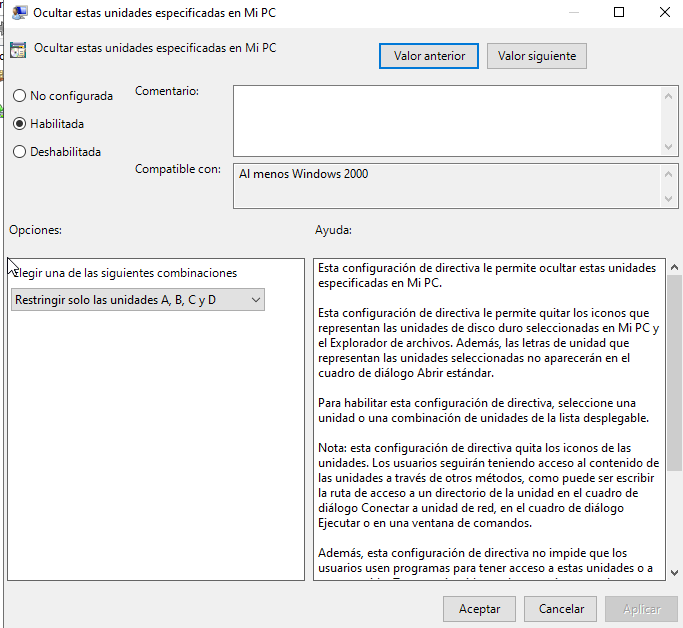 Ocultar estas unidades especificadas en Mi PC
Ocultar estas unidades especificadas en Mi PC
Valor anterior
Valor siguiente
No configurada
Habilitada
Deshabilitada
Comentario:
Compatible con:
Al menos Windows 2000
Opciones:
Ayuda:
Elegir una de las siguientes combinaciones
Restringir solo las unidades A, B, C y D
Esta configuración de directiva le permite ocultar estas unidades
especificadas en Mi PC.
Esta configuración de directiva le permite quitar los iconos que
representan las unidades de disco duro seleccionadas en Mi PC y
el Explorador de archivos. Además, las letras de unidad que
representan las unidades seleccionadas no aparecerán en el
cuadro de diálogo Abrir estándar.
Para habilitar esta configuración de directiva, seleccione una
unidad o una combinación de unidades de la lista desplegable.
Nota: esta configuración de directiva quita los iconos de las
unidades. Los usuarios seguirán teniendo acceso al contenido de
las unidades a través de otros métodos, como puede ser escribir
la ruta de acceso a un directorio de la unidad en el cuadro de
diálogo Conectar a unidad de red, en el cuadro de diálogo
Ejecutar o en una ventana de comandos.
Además, esta configuración de directiva no impide que los
usuarios usen programas para tener acceso a estas unidades o a
Aceptar
Cancelar
Aplicar